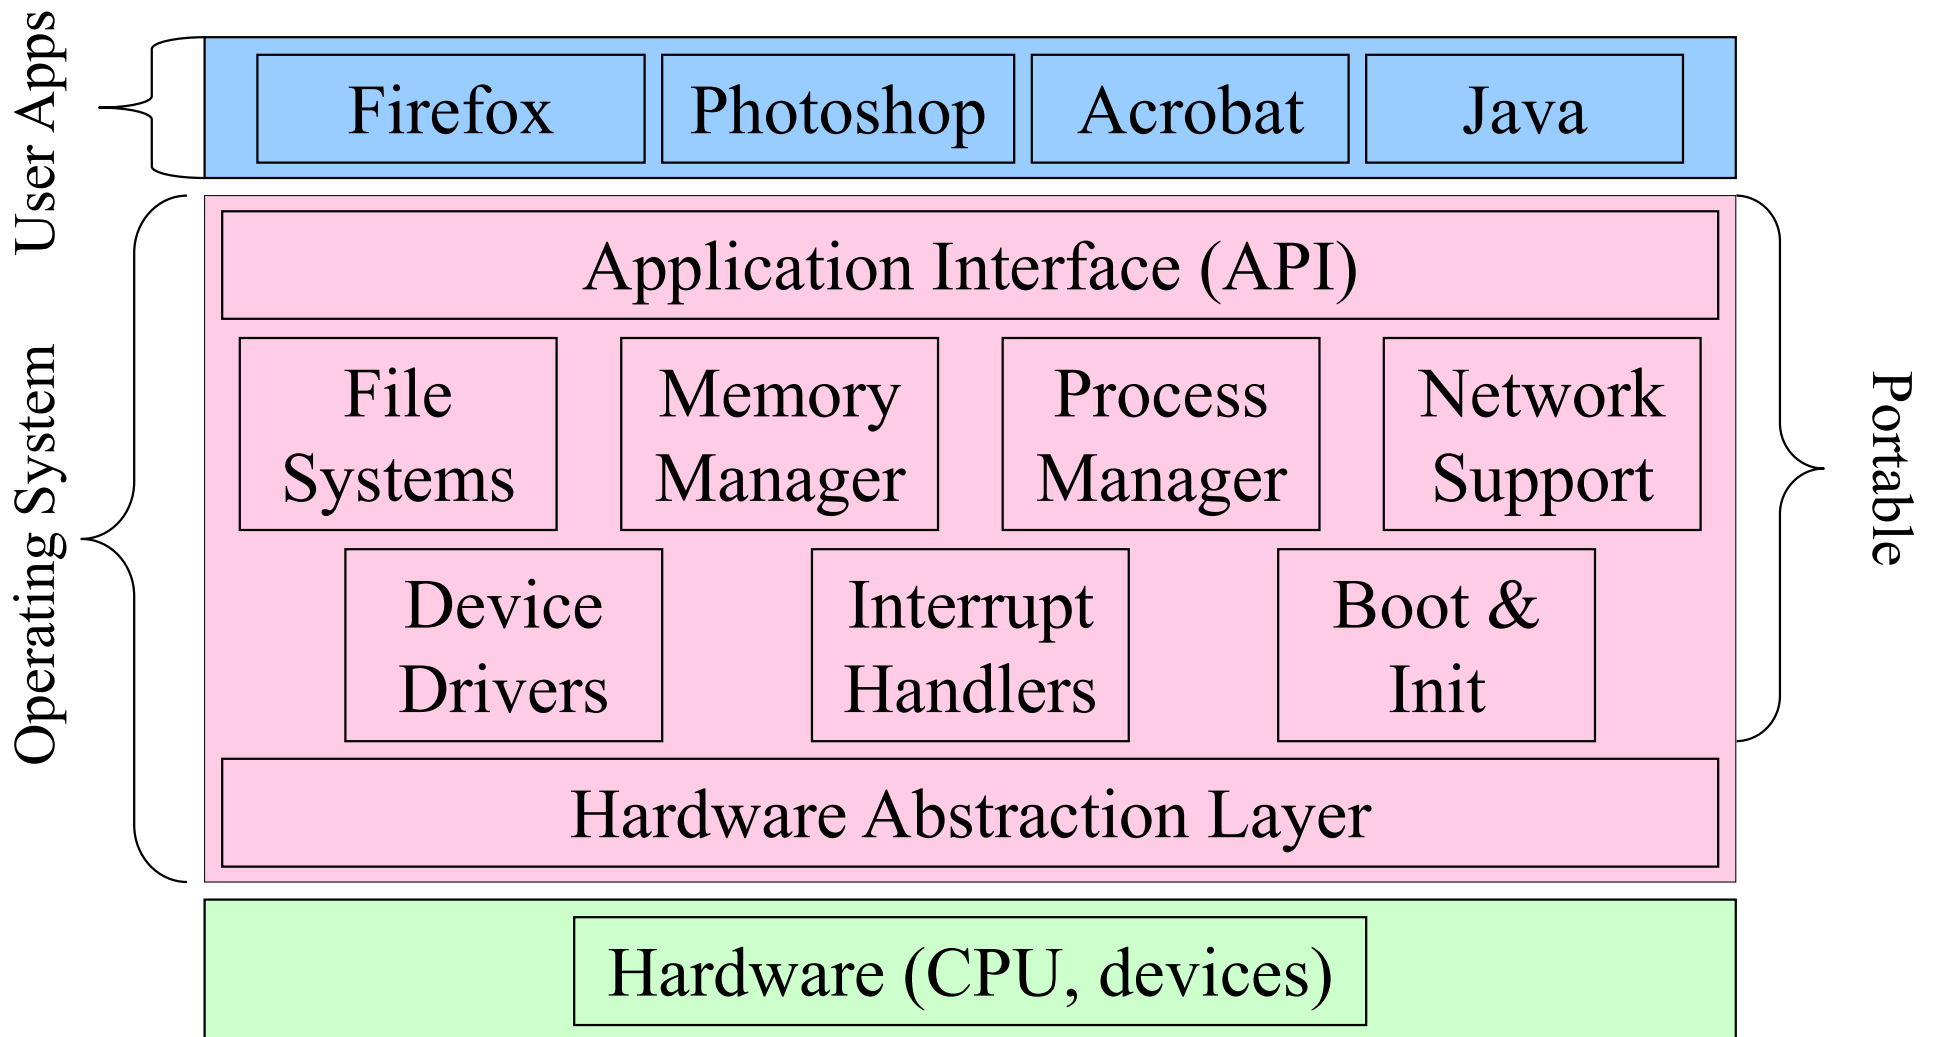 User Apps
Firefox
Photoshop
Acrobat
Java
Operating System
Application Interface (API)
File
Systems
Memory
Manager
Process
Manager
Network
Support
Portable
Device
Drivers
Interrupt
Handlers
Boot &
Init
Hardware Abstraction Layer
Hardware (CPU, devices)